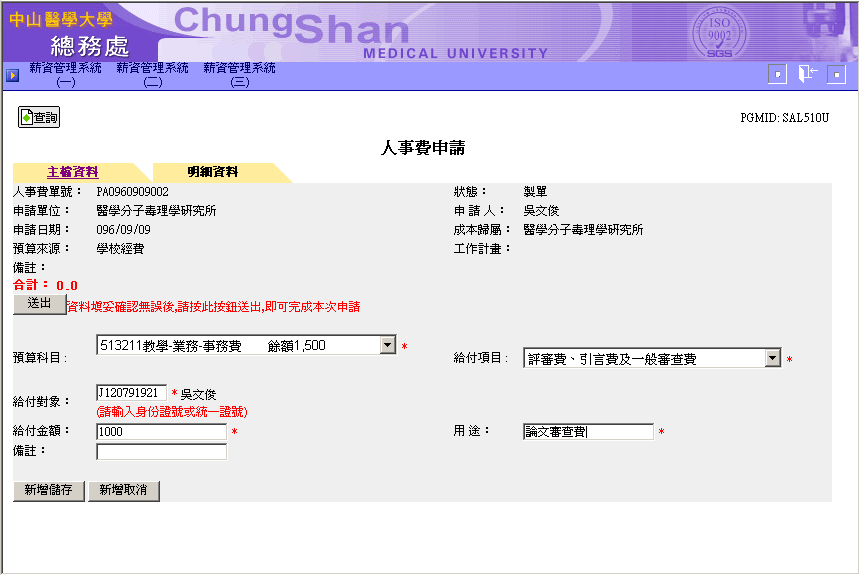 中山醫學大學
總務處
ChungShan
MEDICAL UNIVERSITY
ISO
9002
SGS
薪資管理系統(一)
薪資管理系統(二)
薪資管理系統(三)
查詢
PGMID: SAL510U
人事費申請
主檔資料 明細資料
人事費單號： PA0960909002 狀態： 製單
申請單位： 醫學分子毒理學研究所 申 請 人： 吳文俊
申請日期： 096/09/09 成本歸屬： 醫學分子毒理學研究所
預算來源： 學校經費 工作計畫：
備註：
合計： 0.0
送出 資料填妥確認無誤後,請按此按鈕送出,即可完成本次申請
預算科目: 513211教學-業務-事務費 餘額1,500 * 給付項目: 評審費、引言費及一般審查費 *
給付對象： J120791921 * 吳文俊
(請輸入身份證號或統一證號)
給付金額： 1000 * 用 途： 論文審查費 *
備註：
新增儲存 新增取消